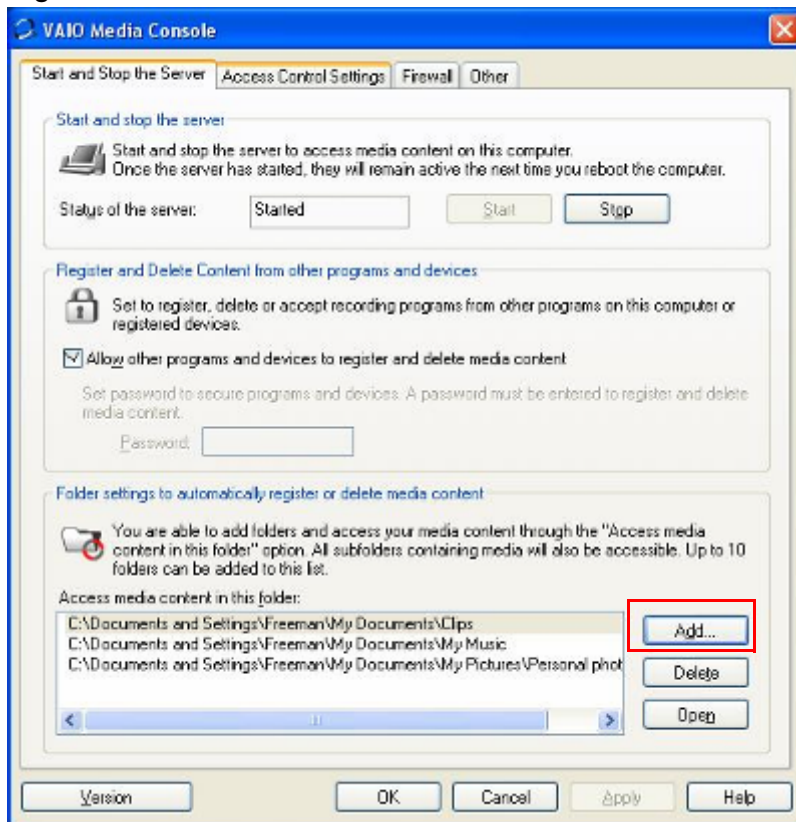 VAIO Media Console
Start and Stop the Server Access Control Settings Firewall Other
Start and stop the server
Start and stop the server to access media content on this computer.
Once the server has started, they will remain active the next time you reboot the computer.
Status of the server: Started Start Stop
Register and Delete Content from other programs and devices
Set to register, delete or accept recording programs from other programs on this computer or
registered devices.
Allow other programs and devices to register and delete media content
Set password to secure programs and devices. A password must be entered to register and delete
media content.
Password:
Folder settings to automatically register or delete media content
You are able to add folders and access your media content through the "Access media
content in this folder" option. All subfolders containing media will also be accessible. Up to 10
folders can be added to this list.
Access media content in this folder:
C:\Documents and Settings\Freeman\My Documents\Clips
C:\Documents and Settings\Freeman\My Documents\My Music
C:\Documents and Settings\Freeman\My Documents\My Pictures\Personal phot
Add...
Delete
Open
Version OK Cancel Apply Help